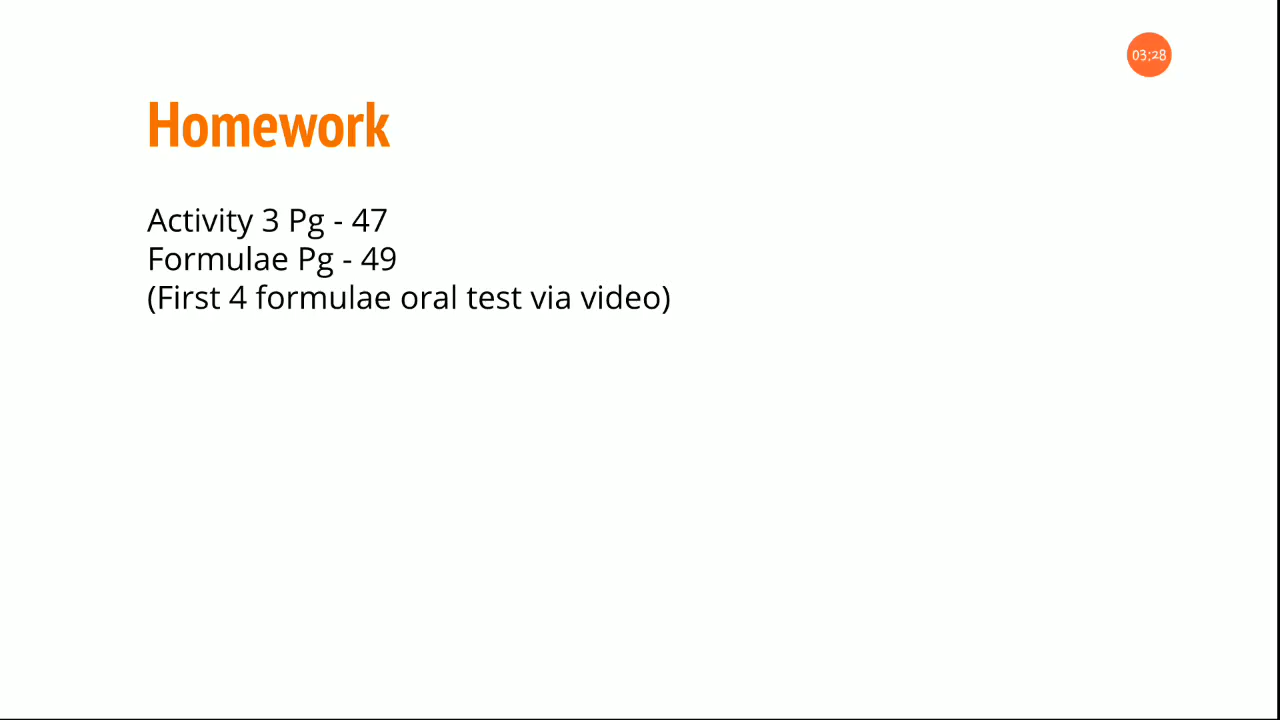 03:28
Homework
Activity 3 Pg - 47
Formulae Pg - 49
(First 4 formulae oral test via video)